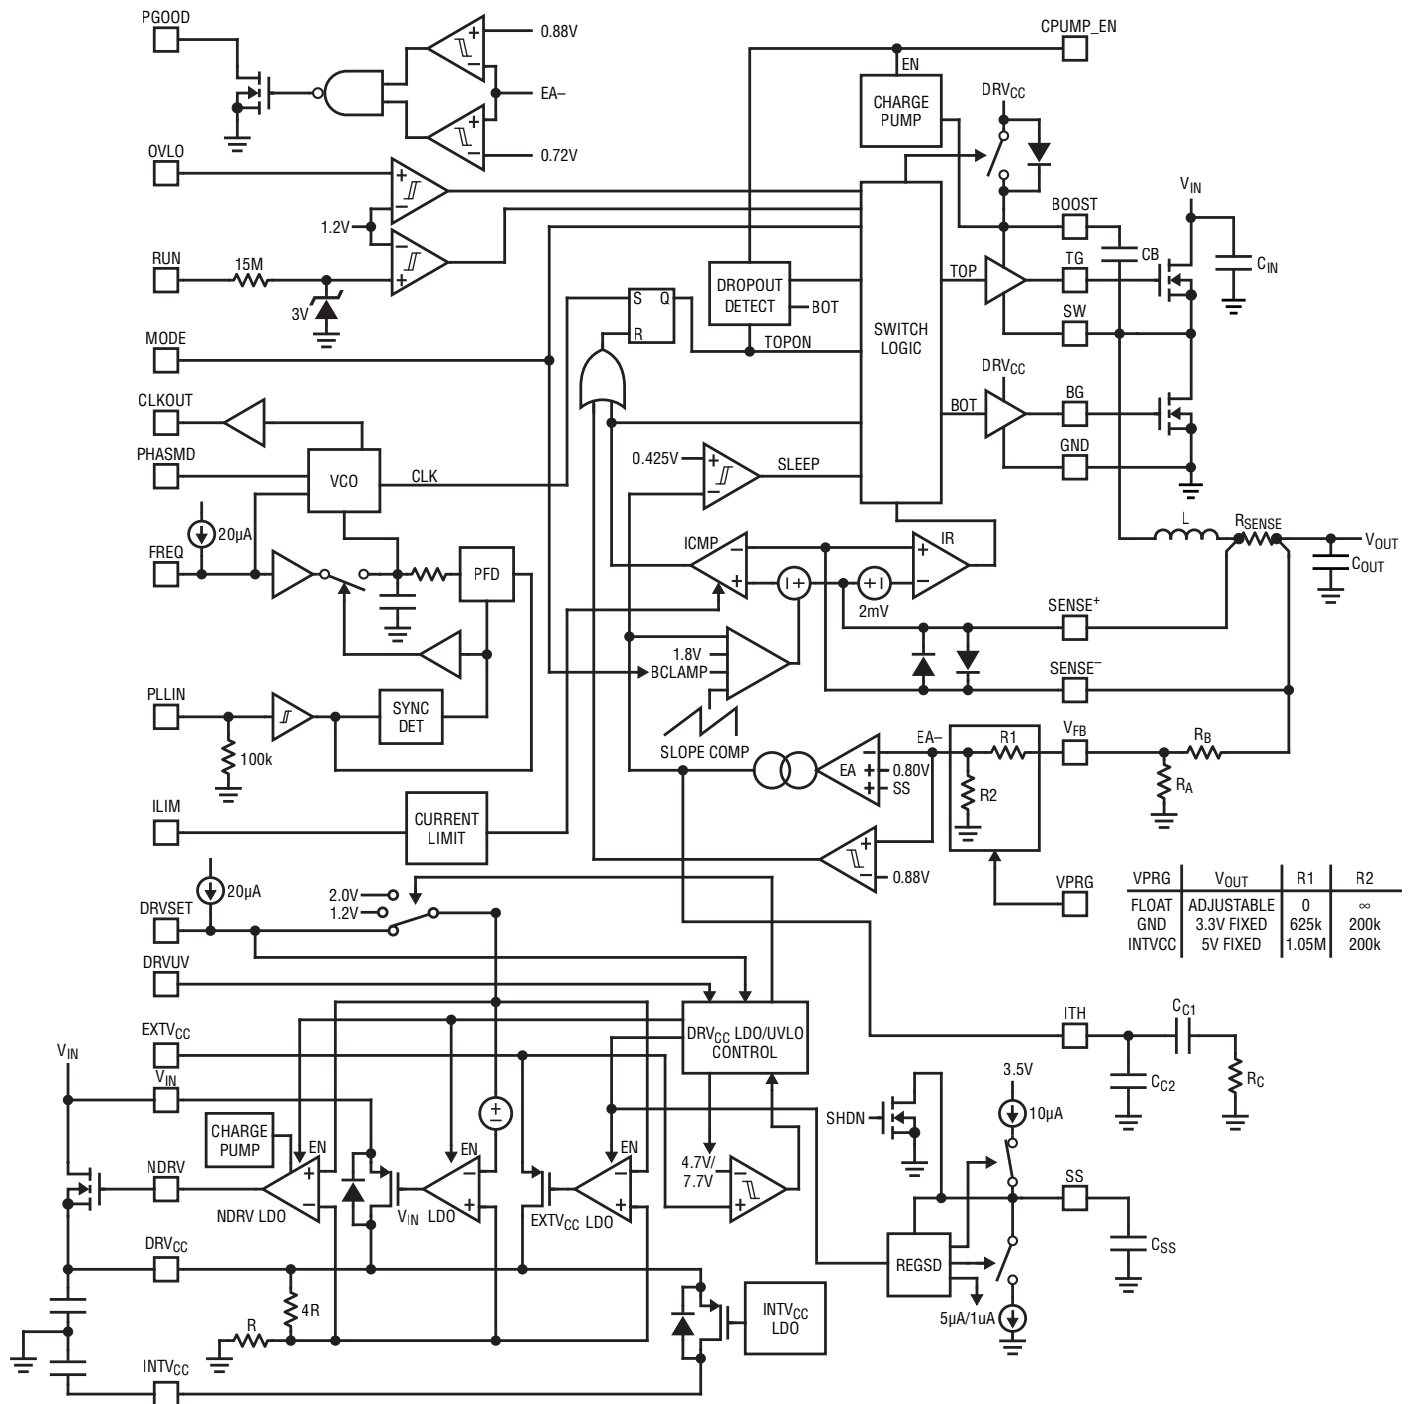 PGOOD
0.88V
EA–
0.72V
CPUMP_EN
EN
CHARGE PUMP
DRVCC
OVLO
1.2V
RUN
15M
3V
MODE
CLKOUT
PHASMD
VCO
CLK
20µA
FREQ
PFD
PLLIN
100k
SYNC DET
ILIM
CURRENT LIMIT
S Q
R
DROPOUT DETECT
BOT
TOPON
SWITCH LOGIC
TOP
BOT
DRVCC
BOOST
TG
SW
BG
GND
VIN
CB
CIN
0.425V
+
–
SLEEP
ICMP
–
+
IR
+
–
2mV
L
RSENSE
VOUT
COUT
SENSE+
SENSE–
1.8V
BCLAMP
SLOPE COMP
EA
–
+
+
0.80V
SS
EA–
R1
R2
VFB
RB
RA
0.88V
VPRG
VPRG VOUT R1 R2
FLOAT ADJUSTABLE 0 ∞
GND 3.3V FIXED 625k 200k
INTVCC 5V FIXED 1.05M 200k
20µA
DRVSET
2.0V
1.2V
DRVUV
EXTVCC
VIN
VIN
DRVCC LDO/UVLO CONTROL
CHARGE PUMP
EN
NDRV
NDRV LDO
EN
VIN LDO
EN
EXTVCC LDO
4.7V/
7.7V
DRVCC
4R
R
INTVCC
INTVCC LDO
ITH
CC1
CC2
RC
3.5V
10µA
SHDN
SS
CSS
REGSD
5µA/1uA